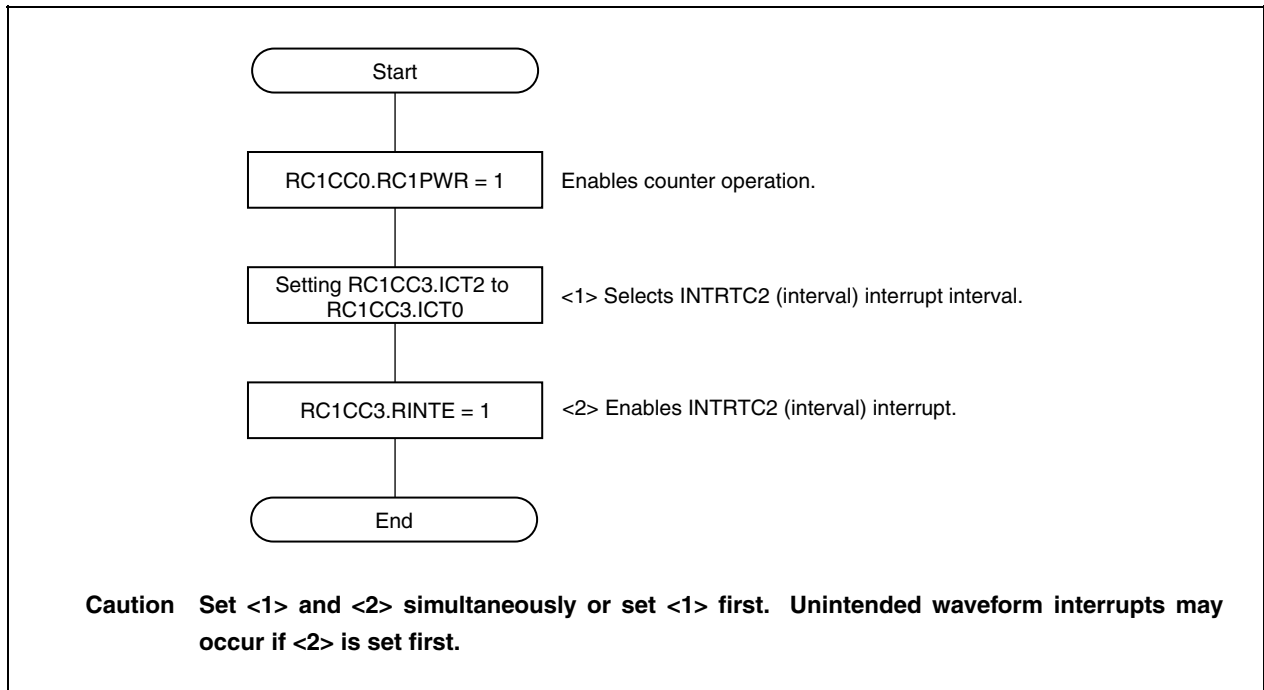 Start
RC1CC0.RC1PWR = 1
Enables counter operation.
Setting RC1CC3.ICT2 to
RC1CC3.ICT0
<1> Selects INTRTC2 (interval) interrupt interval.
RC1CC3.RINTE = 1
<2> Enables INTRTC2 (interval) interrupt.
End
Caution Set <1> and <2> simultaneously or set <1> first. Unintended waveform interrupts may
occur if <2> is set first.